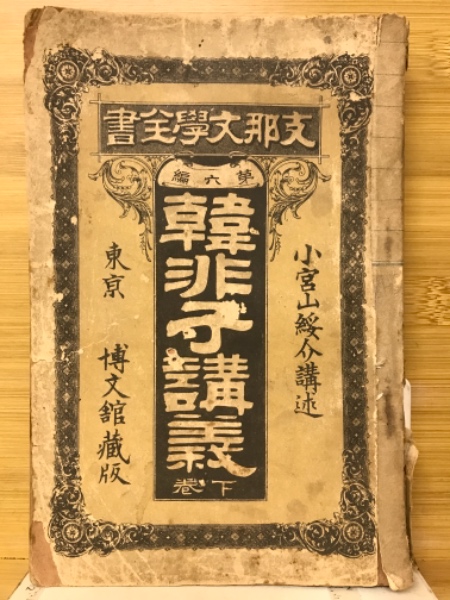 支那文學全書
第六編
韓非子講義
下卷
小宮山綏介講述
東京 博文館藏版